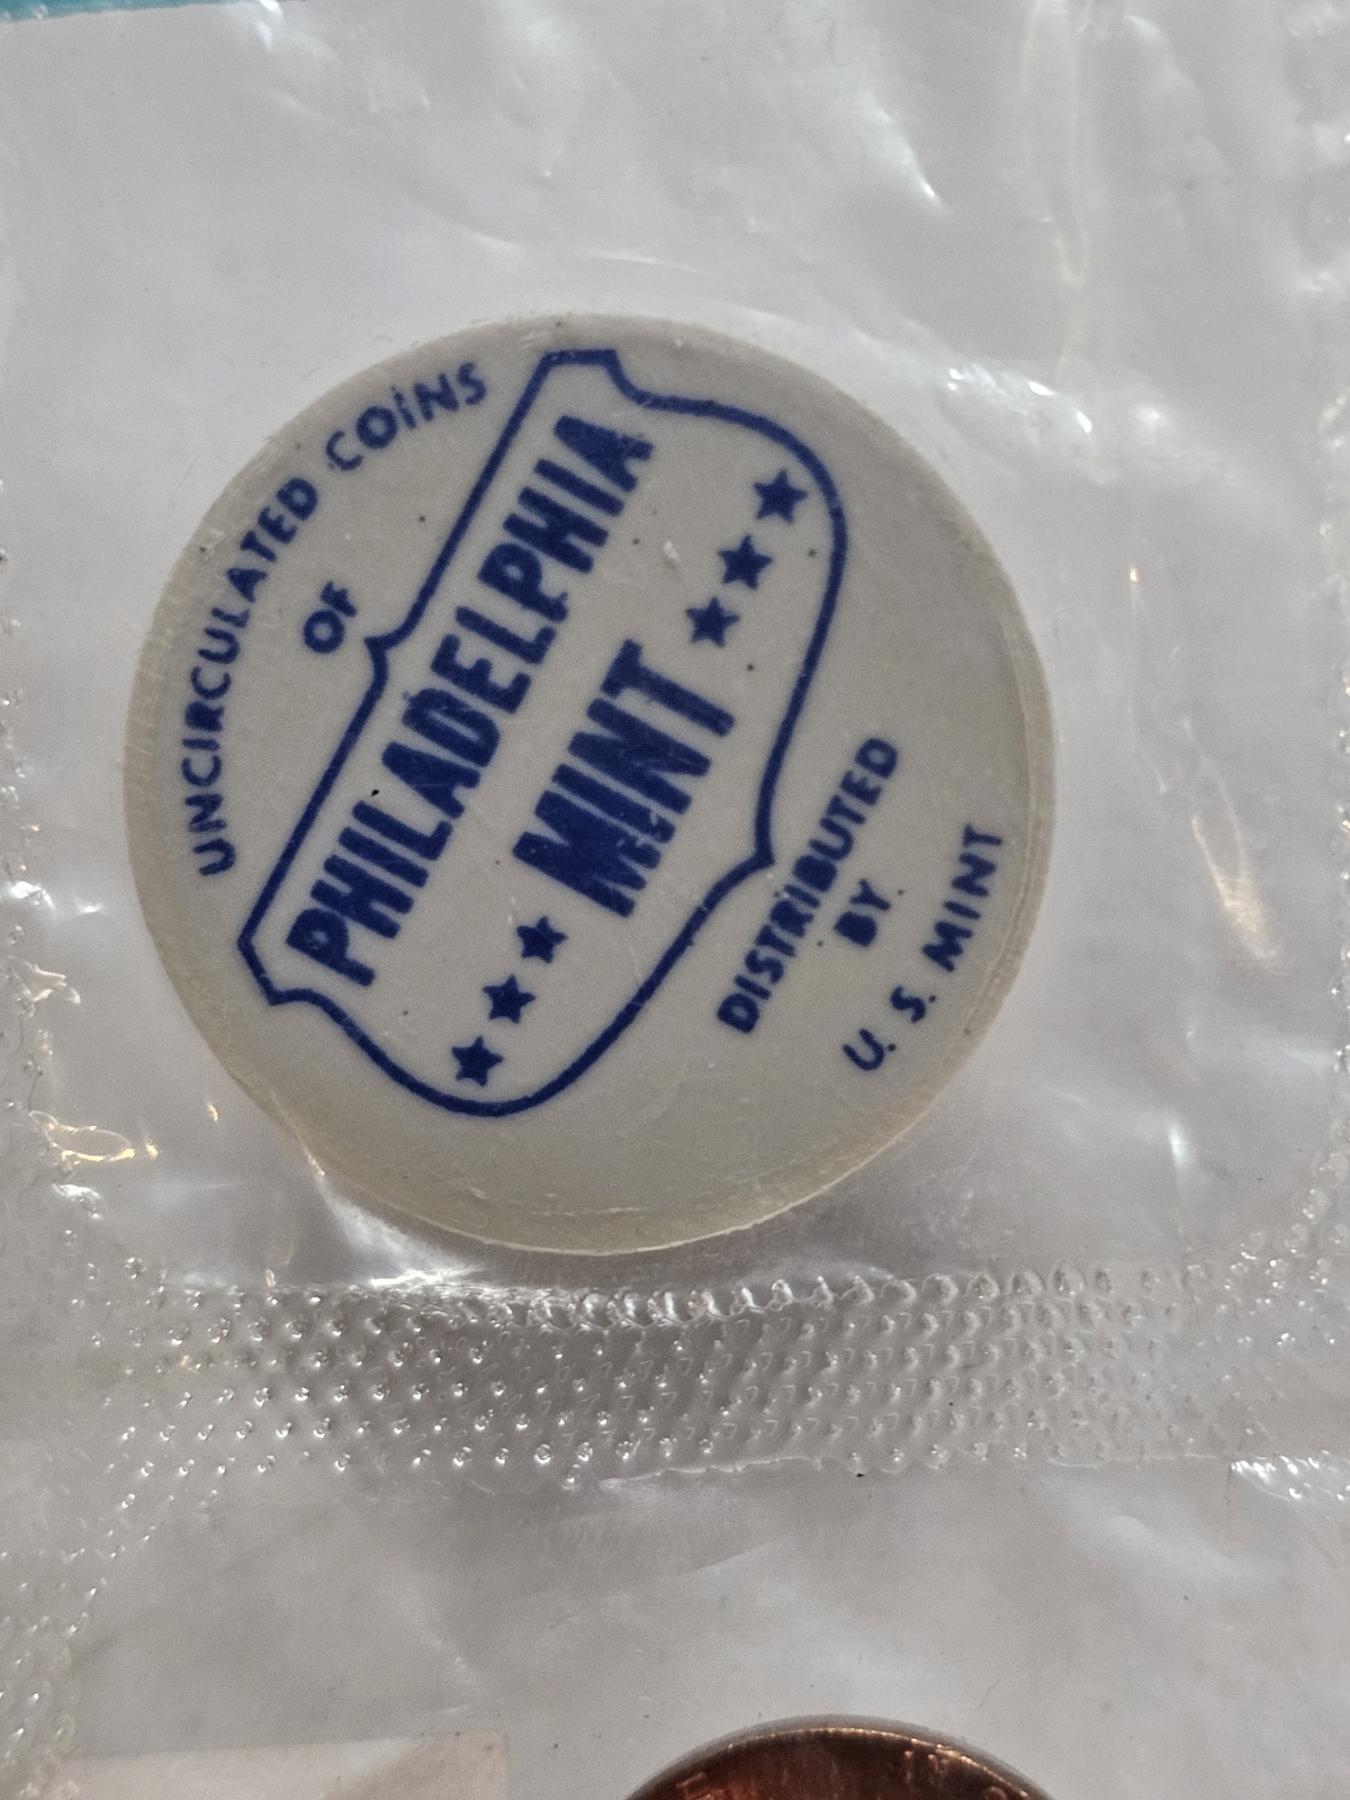 UNCIRCULATED COINS
OF
PHILADELPHIA
★ ★ ★ MINT ★ ★ ★
DISTRIBUTED
BY
U. S. MINT